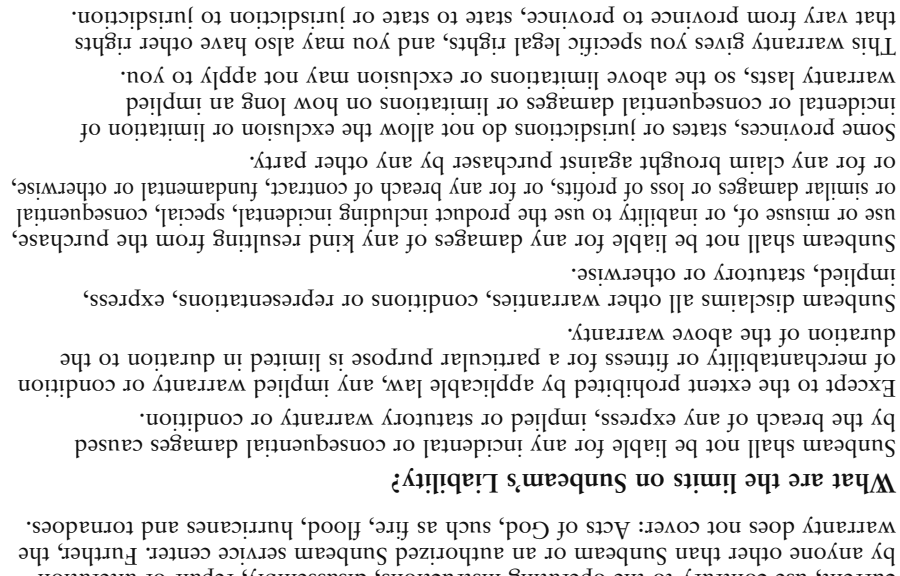 current, use contrary to the operating instructions, disassembly, repair or alteration
by anyone other than Sunbeam or an authorized Sunbeam service center. Further, the
warranty does not cover: Acts of God, such as fire, flood, hurricanes and tornadoes.
What are the limits on Sunbeam’s Liability?
Sunbeam shall not be liable for any incidental or consequential damages caused
by the breach of any express, implied or statutory warranty or condition.
Except to the extent prohibited by applicable law, any implied warranty or condition
of merchantability or fitness for a particular purpose is limited in duration to the
duration of the above warranty.
Sunbeam disclaims all other warranties, conditions or representations, express,
implied, statutory or otherwise.
Sunbeam shall not be liable for any damages of any kind resulting from the purchase,
use or misuse of, or inability to use the product including incidental, special, consequential
or similar damages or loss of profits, or for any breach of contract, fundamental or otherwise,
or for any claim brought against purchaser by any other party.
Some provinces, states or jurisdictions do not allow the exclusion or limitation of
incidental or consequential damages or limitations on how long an implied
warranty lasts, so the above limitations or exclusion may not apply to you.
This warranty gives you specific legal rights, and you may also have other rights
that vary from province to province, state to state or jurisdiction to jurisdiction.